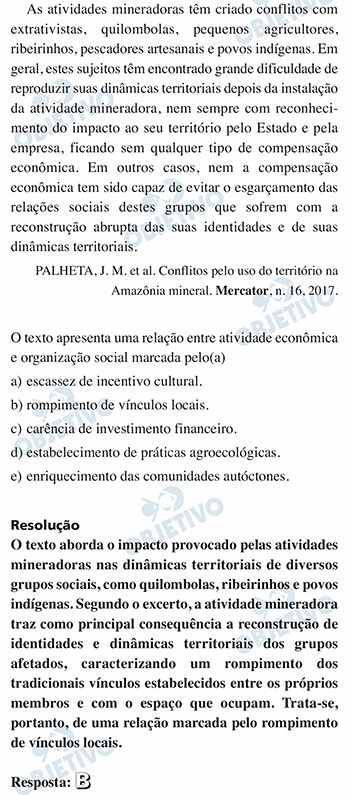 As atividades mineradoras têm criado conflitos com
extrativistas, quilombolas, pequenos agricultores,
ribeirinhos, pescadores artesanais e povos indígenas. Em
geral, estes sujeitos têm encontrado grande dificuldade de
reproduzir suas dinâmicas territoriais depois da instalação
da atividade mineradora, nem sempre com reconheci-
mento do impacto ao seu território pelo Estado e pela
empresa, ficando sem qualquer tipo de compensação
econômica. Em outros casos, nem a compensação
econômica tem sido capaz de evitar o esgarçamento das
relações sociais destes grupos que sofrem com a
reconstrução abrupta das suas identidades e de suas
dinâmicas territoriais.
PALHETA, J. M. et al. Conflitos pelo uso do território na
Amazônia mineral. Mercator, n. 16, 2017.
O texto apresenta uma relação entre atividade econômica
e organização social marcada pelo(a)
a) escassez de incentivo cultural.
b) rompimento de vínculos locais.
c) carência de investimento financeiro.
d) estabelecimento de práticas agroecológicas.
e) enriquecimento das comunidades autóctones.
Resolução
O texto aborda o impacto provocado pelas atividades
mineradoras nas dinâmicas territoriais de diversos
grupos sociais, como quilombolas, ribeirinhos e povos
indígenas. Segundo o excerto, a atividade mineradora
traz como principal consequência a reconstrução de
identidades e dinâmicas territoriais dos grupos
afetados, caracterizando um rompimento dos
tradicionais vínculos estabelecidos entre os próprios
membros e com o espaço que ocupam. Trata-se,
portanto, de uma relação marcada pelo rompimento
de vínculos locais.
Resposta: B
OBJETIVO
OBJETIVO
OBJETIVO
OBJETIVO
OBJETIVO
OBJETIVO
OBJETIVO
OBJETIVO
OBJETIVO